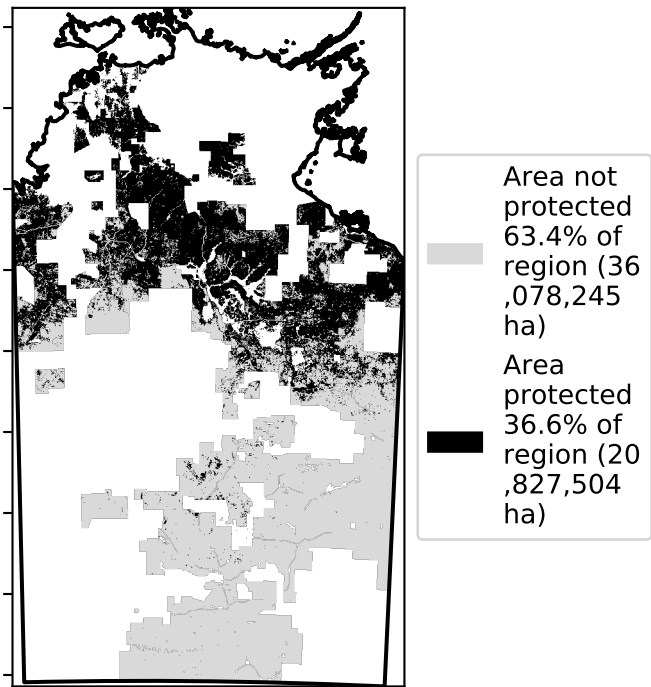 Area not
protected
63.4% of
region (36
,078,245
ha)
Area
protected
36.6% of
region (20
,827,504
ha)